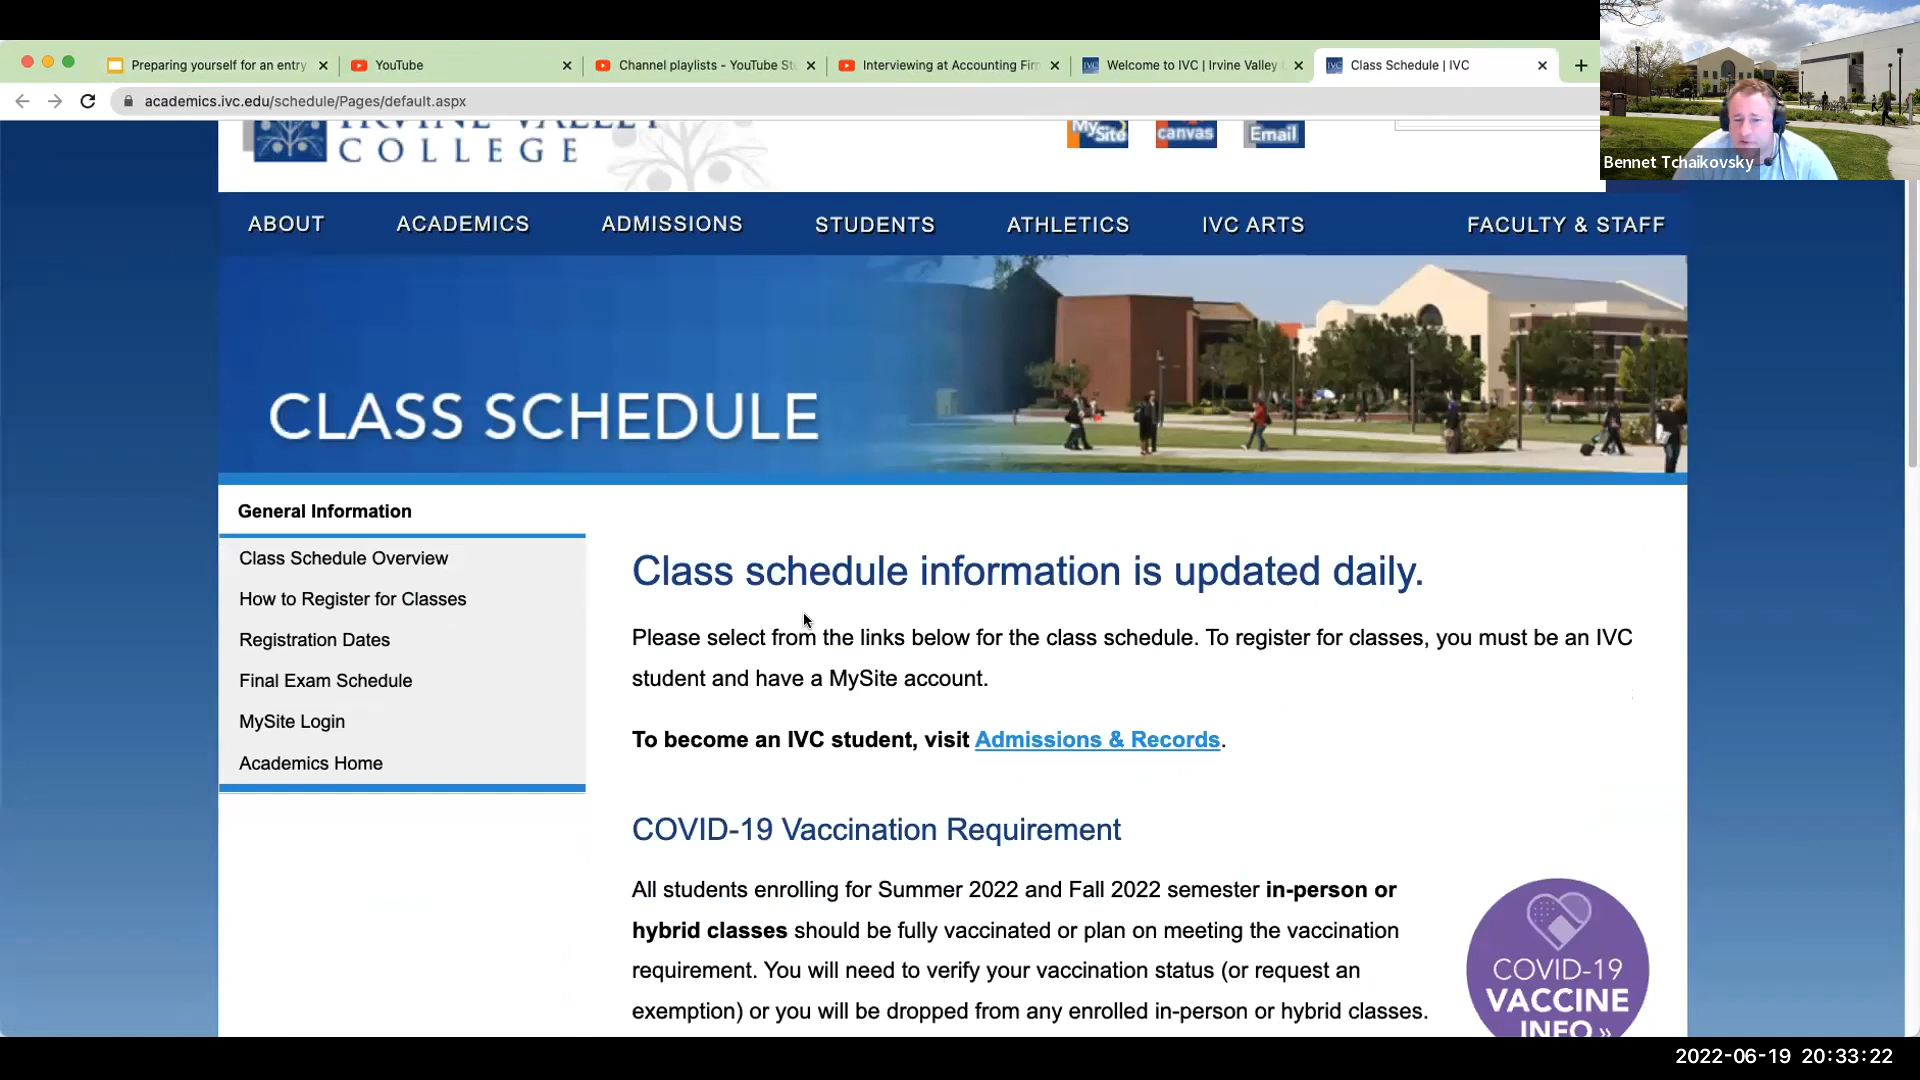 Preparing yourself for an entry
YouTube
Channel playlists - YouTube St
Interviewing at Accounting Fir
Welcome to IVC | Irvine Valley
Class Schedule | IVC
academics.ivc.edu/schedule/Pages/default.aspx
Bennet Tchaikovsky
IRVINE VALLEY
COLLEGE
MySite
canvas
Email
ABOUT
ACADEMICS
ADMISSIONS
STUDENTS
ATHLETICS
IVC ARTS
FACULTY & STAFF
CLASS SCHEDULE
General Information
Class Schedule Overview
How to Register for Classes
Registration Dates
Final Exam Schedule
MySite Login
Academics Home
Class schedule information is updated daily.
Please select from the links below for the class schedule. To register for classes, you must be an IVC
student and have a MySite account.
To become an IVC student, visit Admissions & Records.
COVID-19 Vaccination Requirement
All students enrolling for Summer 2022 and Fall 2022 semester in-person or
hybrid classes should be fully vaccinated or plan on meeting the vaccination
requirement. You will need to verify your vaccination status (or request an
exemption) or you will be dropped from any enrolled in-person or hybrid classes.
COVID-19
VACCINE
INFO »
2022-06-19 20:33:22